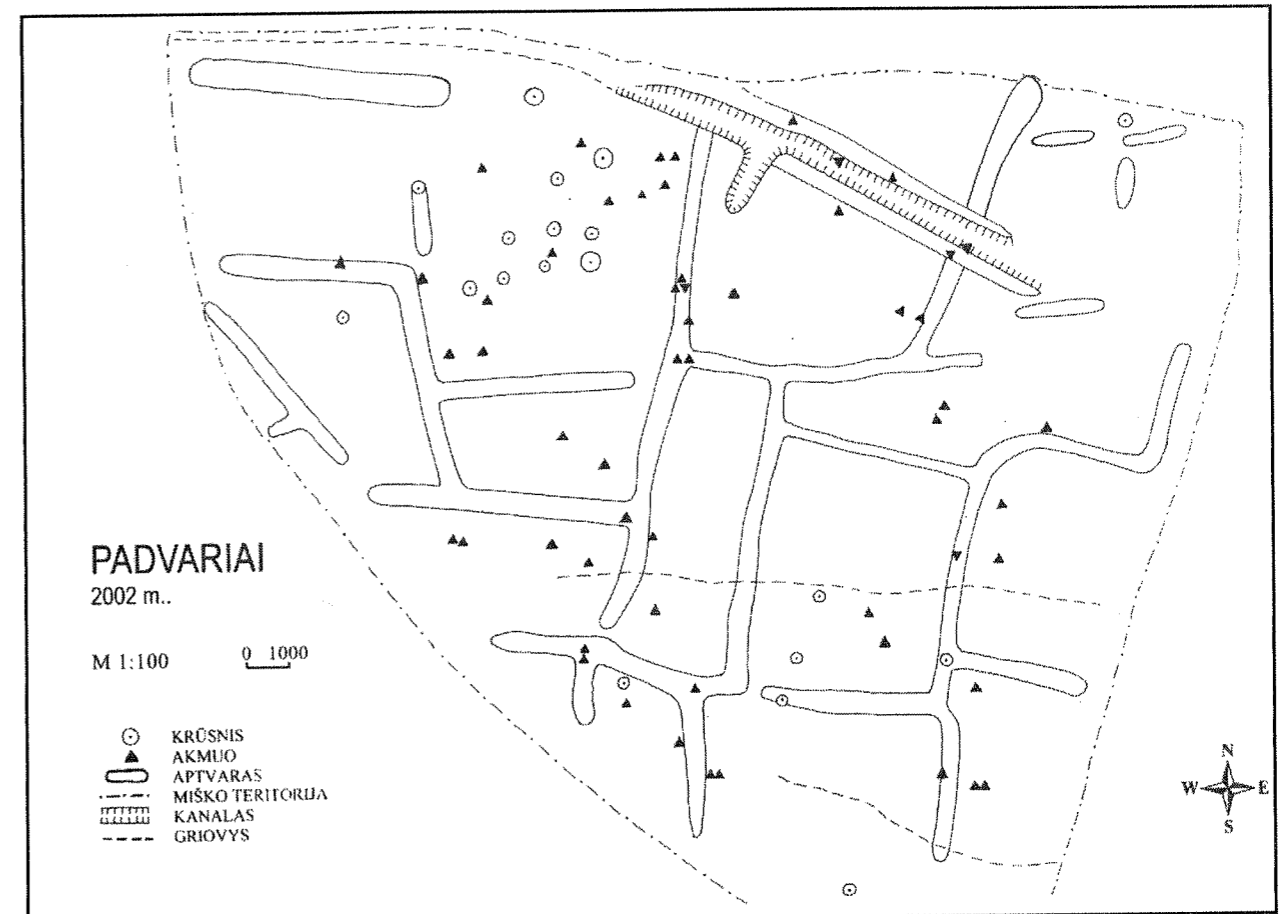 PADVARIAI
2002 m..
M 1:100
0 1000
KRŪSNIS
AKMUO
APTVARAS
MIŠKO TERITORIJA
KANALAS
GRIOVYS
N
W E
S